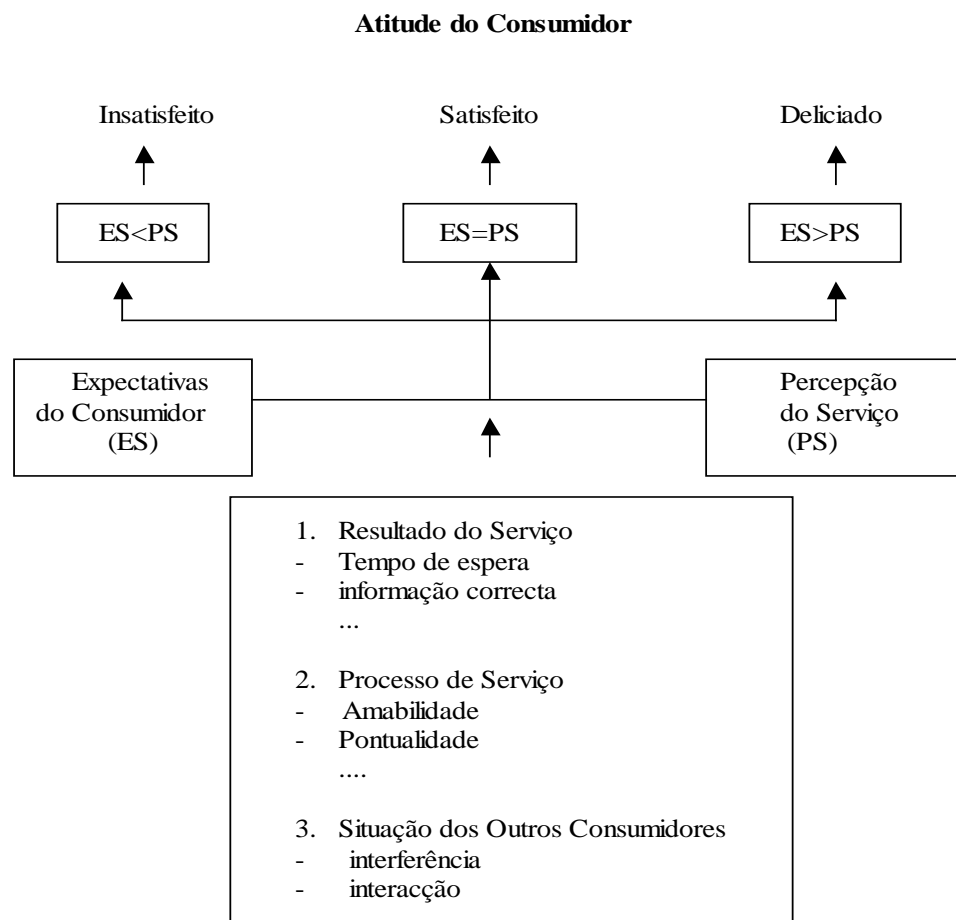 Atitude do Consumidor
Insatisfeito
Satisfeito
Deliciado
ES<PS
ES=PS
ES>PS
Expectativas
do Consumidor
(ES)
Percepção
do Serviço
(PS)
1. Resultado do Serviço
- Tempo de espera
- informação correcta
...
2. Processo de Serviço
- Amabilidade
- Pontualidade
....
3. Situação dos Outros Consumidores
- interferência
- interacção